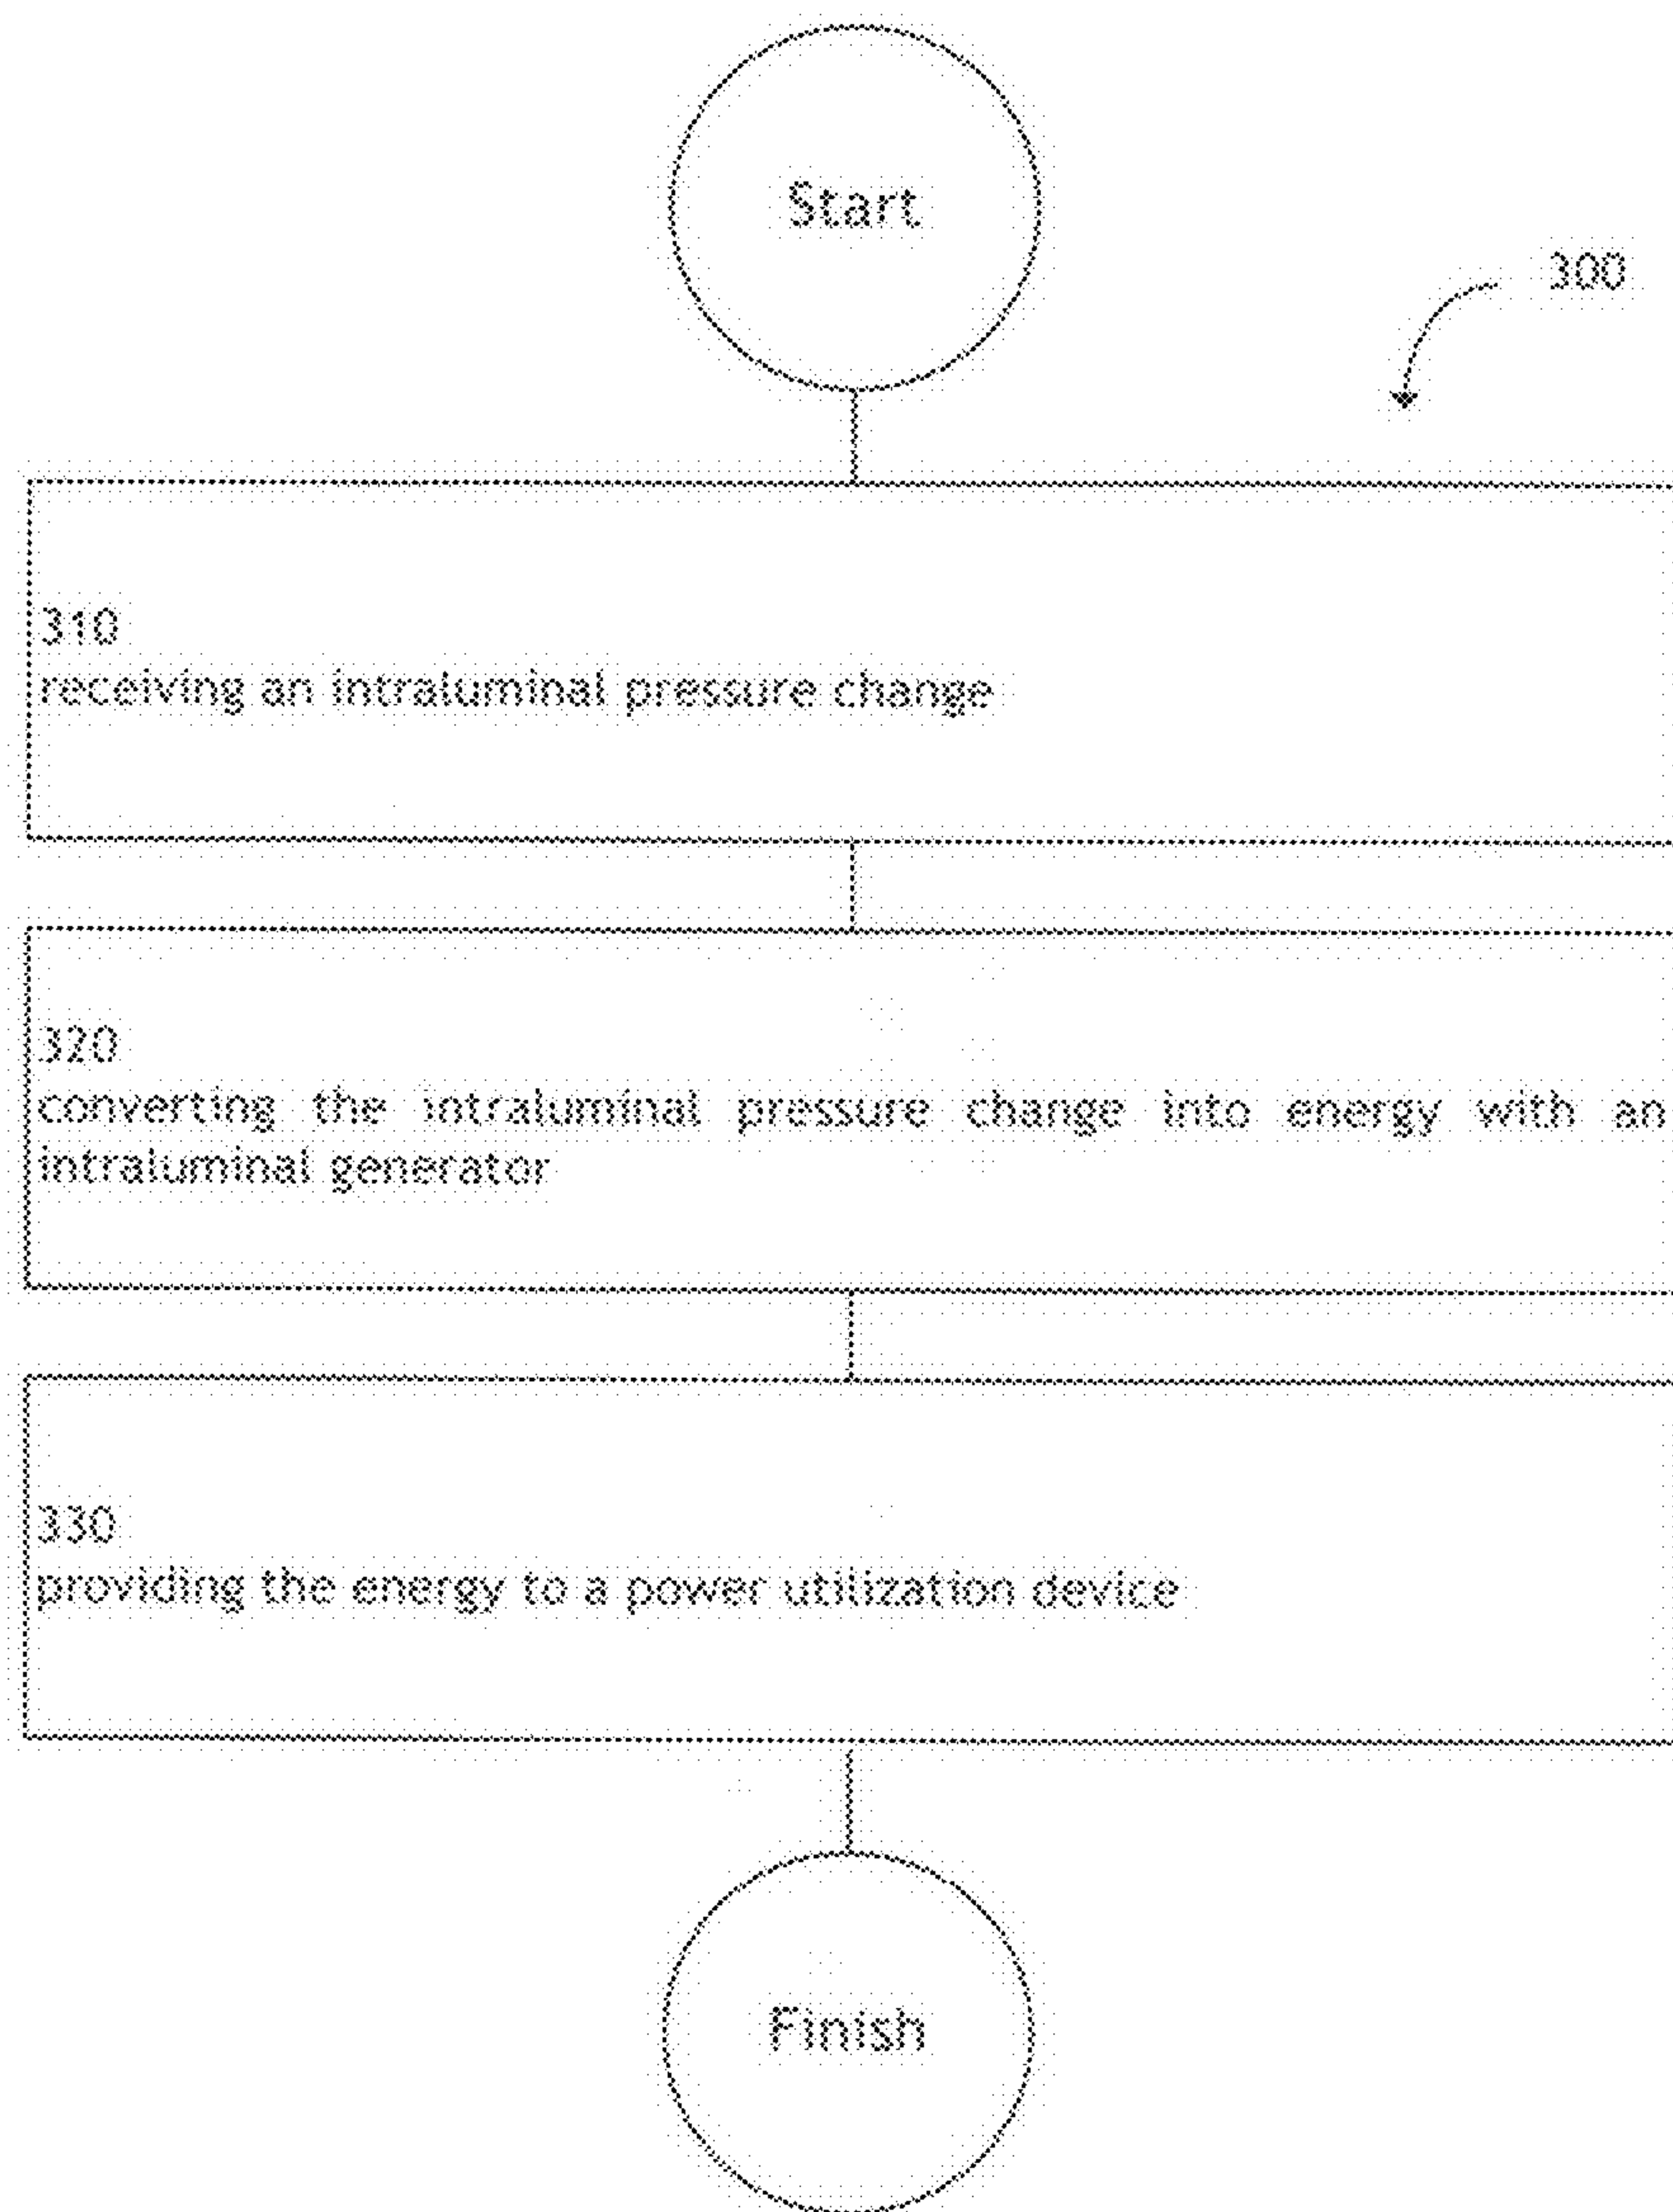 Start
300
310
receiving an intraluminal pressure change
320
converting the intraluminal pressure change into energy with an
intraluminal generator
330
providing the energy to a power utilization device
Finish